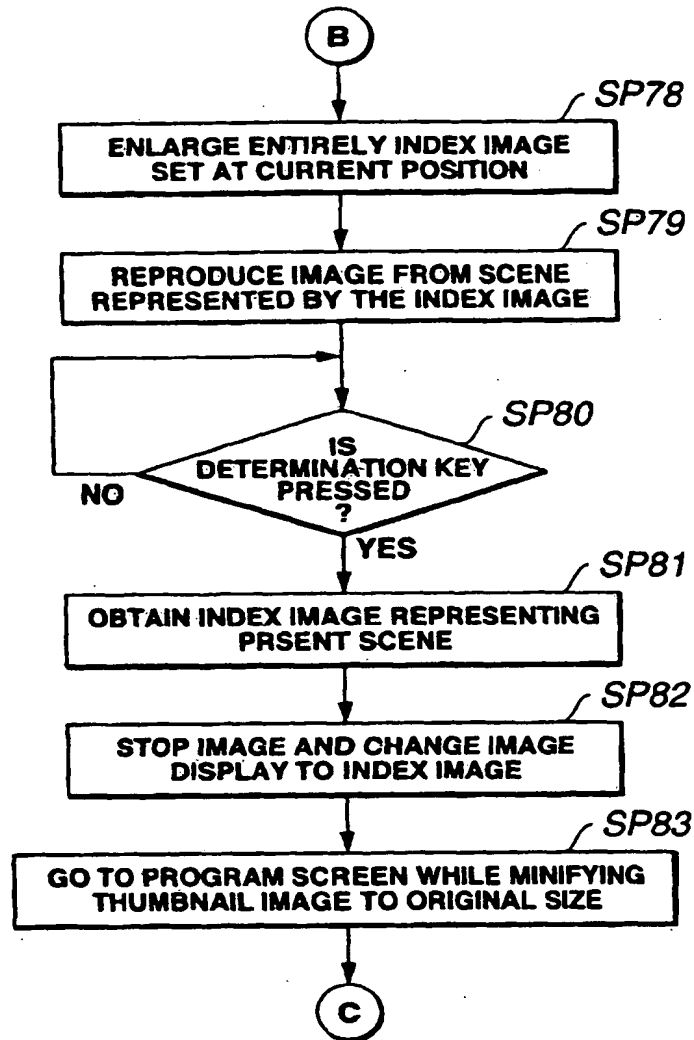 B
SP78
ENLARGE ENTIRELY INDEX IMAGE
SET AT CURRENT POSITION
SP79
REPRODUCE IMAGE FROM SCENE
REPRESENTED BY THE INDEX IMAGE
SP80
IS
DETERMINATION KEY
PRESSED
?
NO
YES
SP81
OBTAIN INDEX IMAGE REPRESENTING
PRSENT SCENE
SP82
STOP IMAGE AND CHANGE IMAGE
DISPLAY TO INDEX IMAGE
SP83
GO TO PROGRAM SCREEN WHILE MINIFYING
THUMBNAIL IMAGE TO ORIGINAL SIZE
C